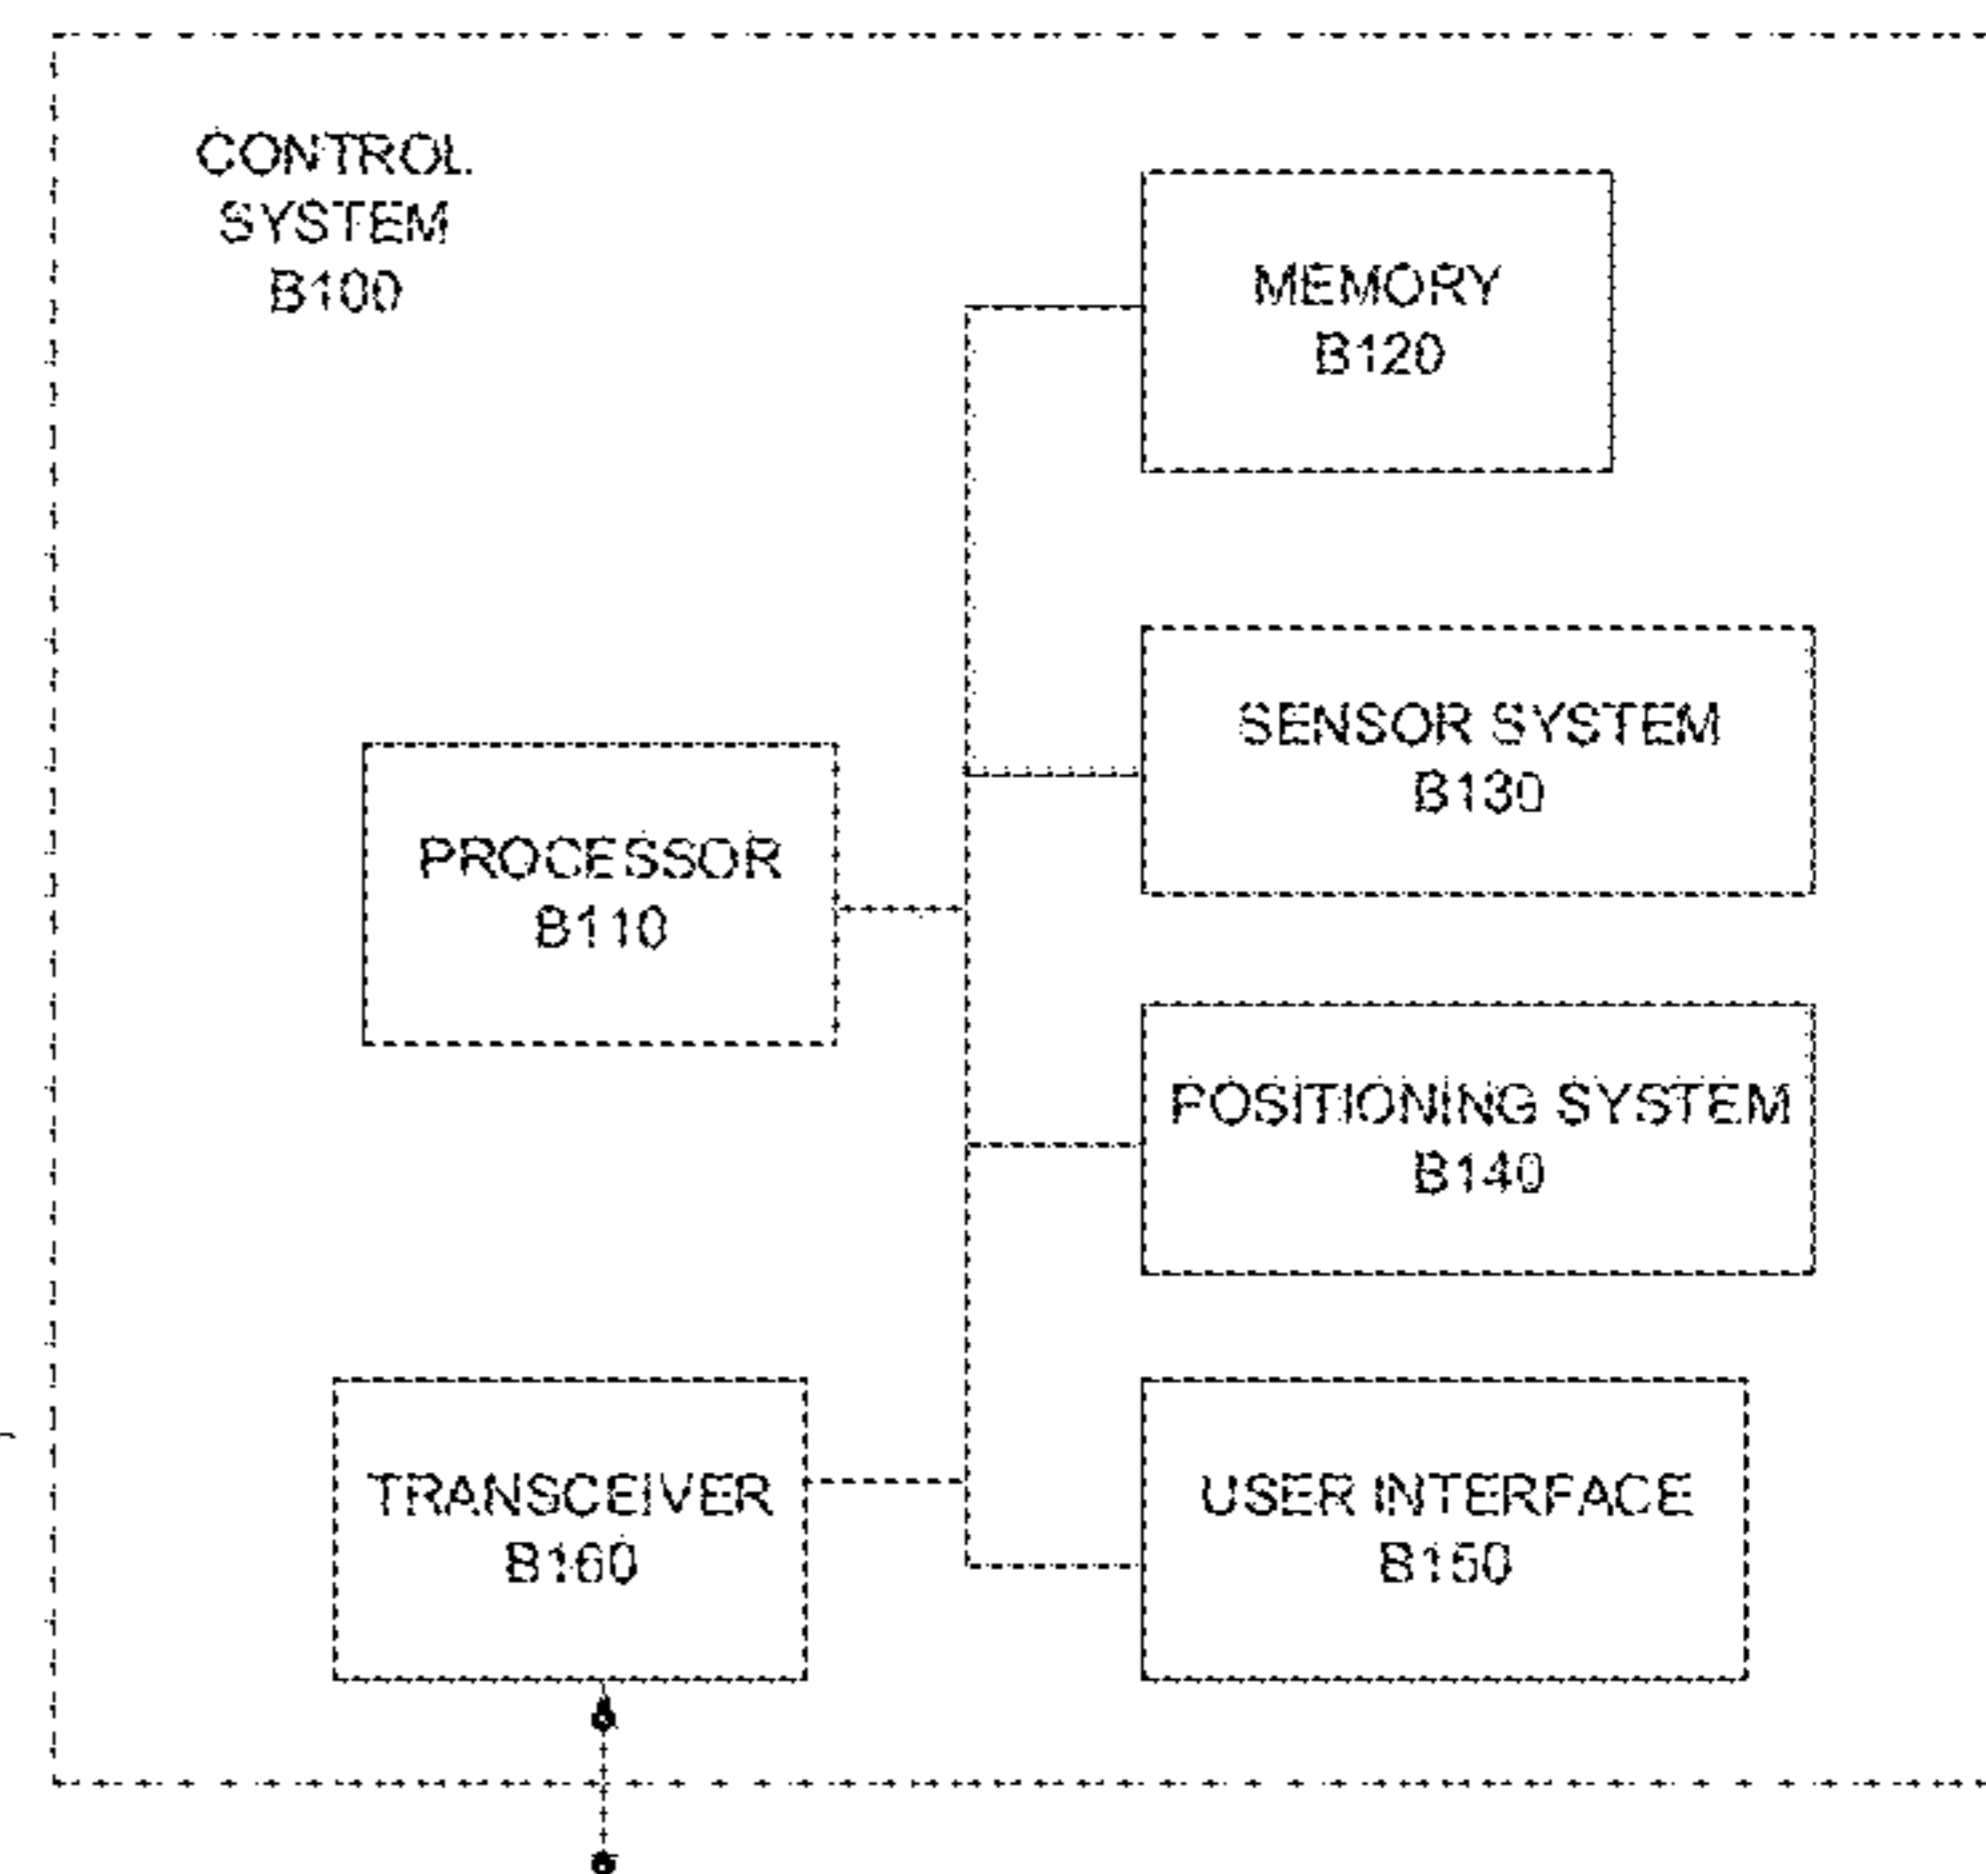 CONTROL
SYSTEM
B100
MEMORY
B120
SENSOR SYSTEM
B130
PROCESSOR
B110
POSITIONING SYSTEM
B140
TRANSCEIVER
B160
USER INTERFACE
B150